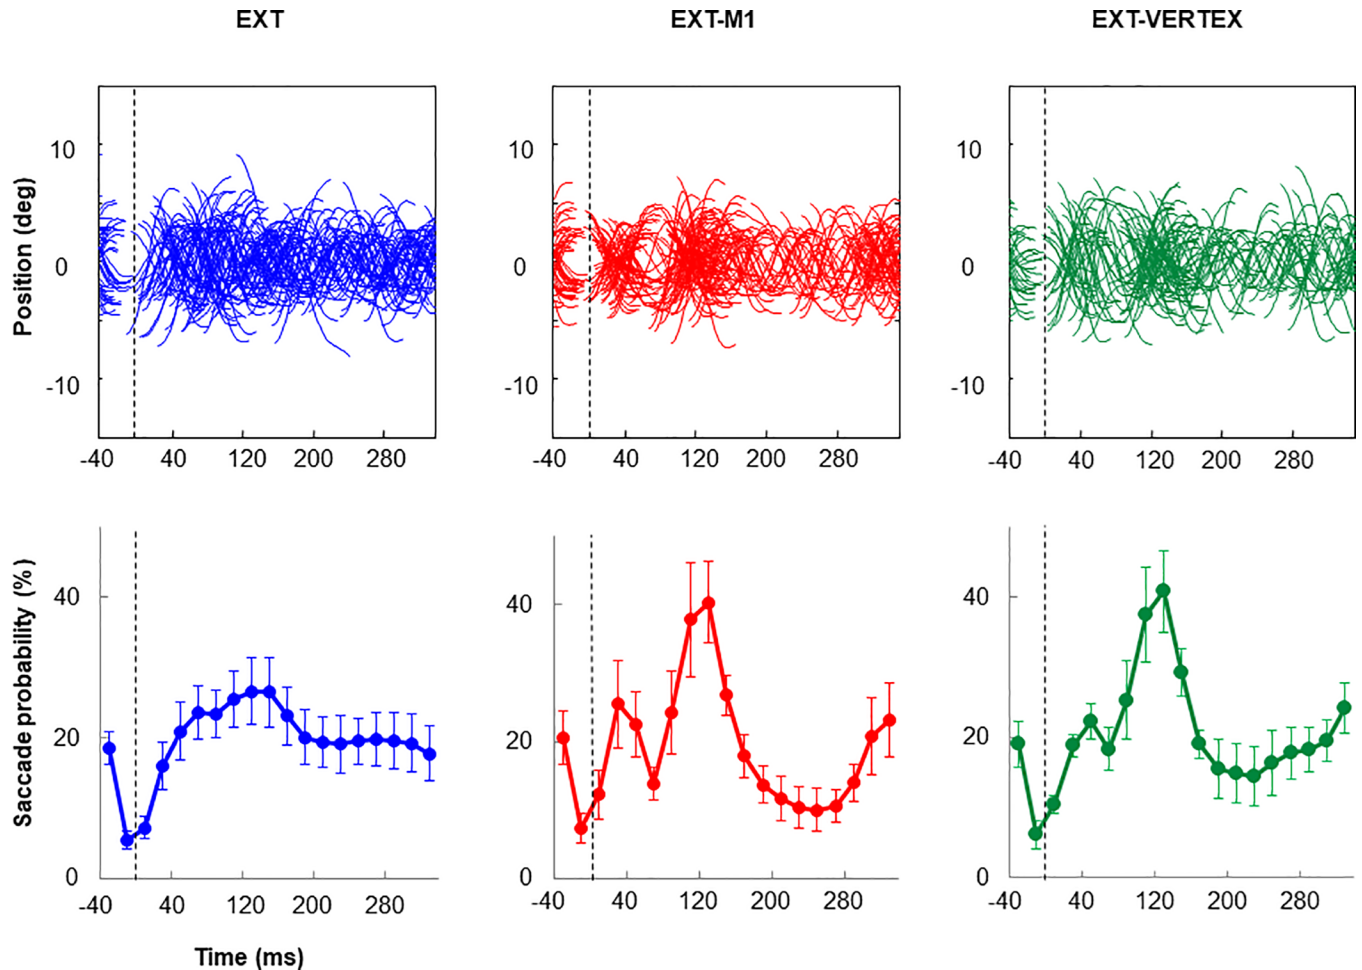 EXT EXT-M1 EXT-VERTEX
Position (deg)
10 10 10
0 0 0
-10 -10 -10
-40 40 120 200 280 -40 40 120 200 280 -40 40 120 200 280
Saccade probability (%)
40 40 40
20 20 20
0 0 0
-40 40 120 200 280 -40 40 120 200 280 -40 40 120 200 280
Time (ms)